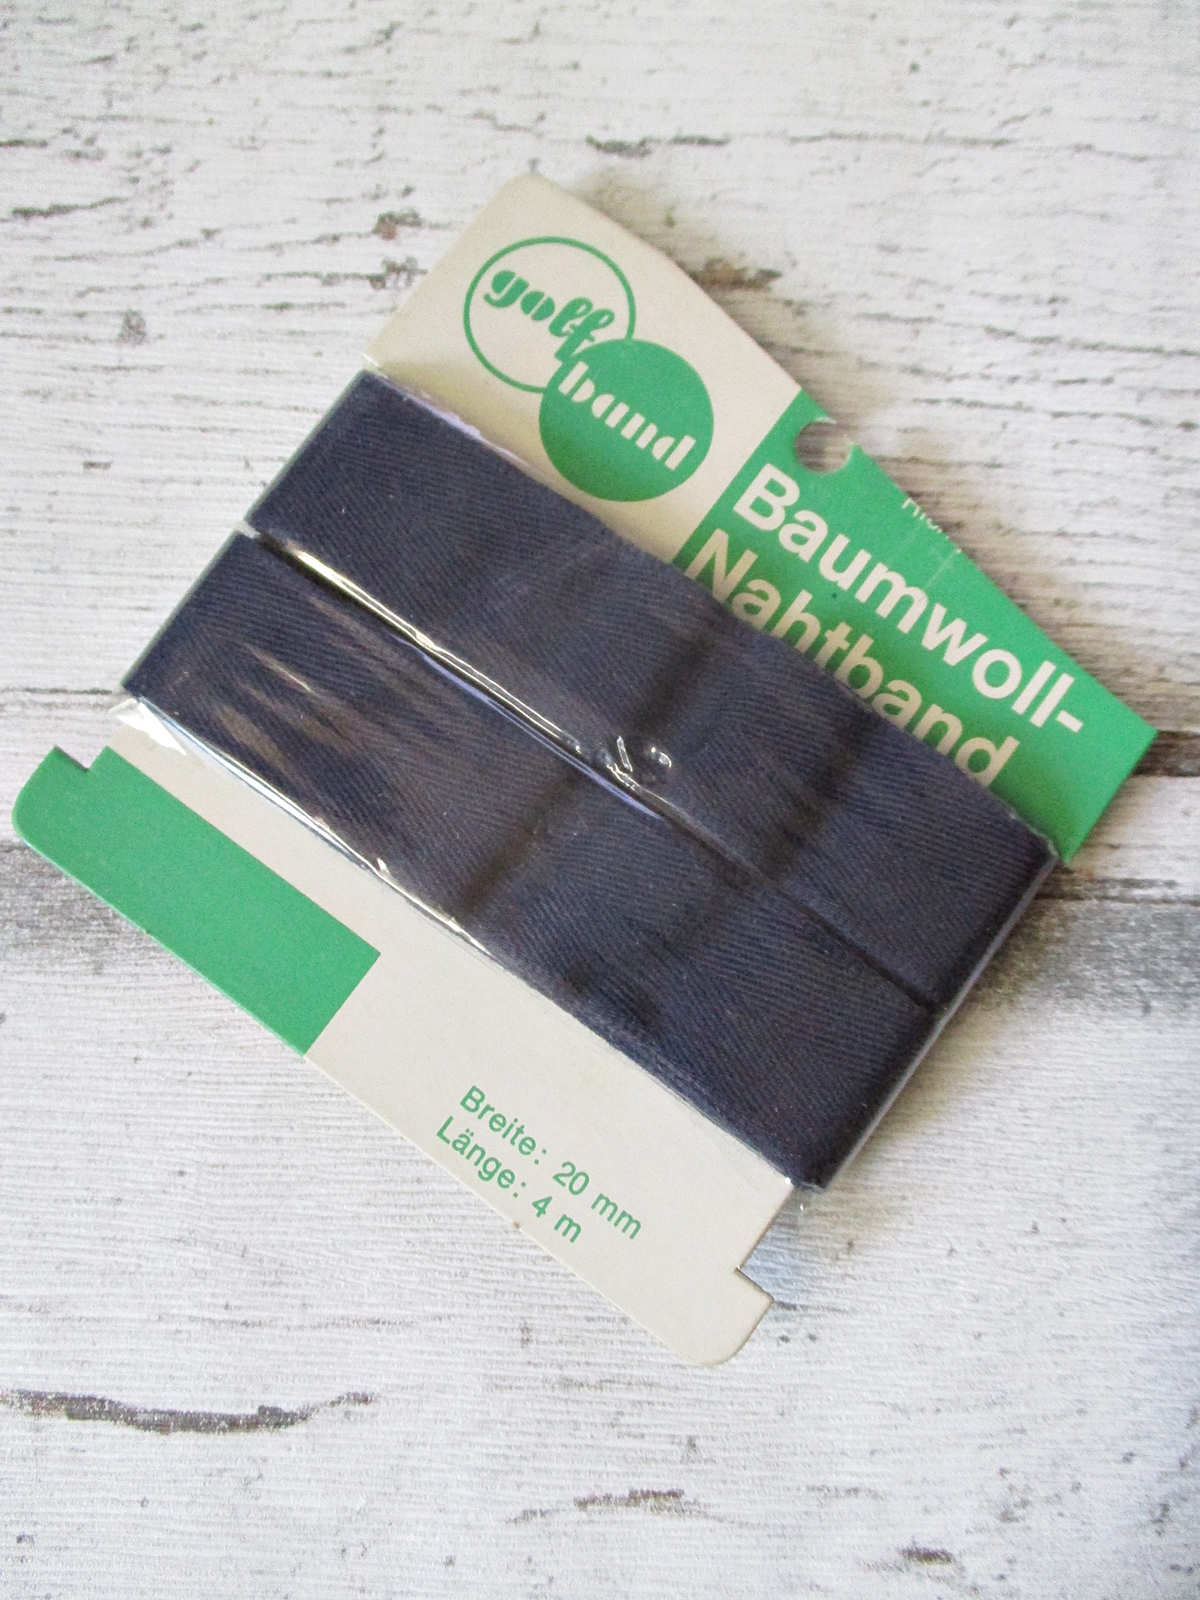 golf
band
Baumwoll-
Nahtband
Breite: 20 mm
Länge: 4 m